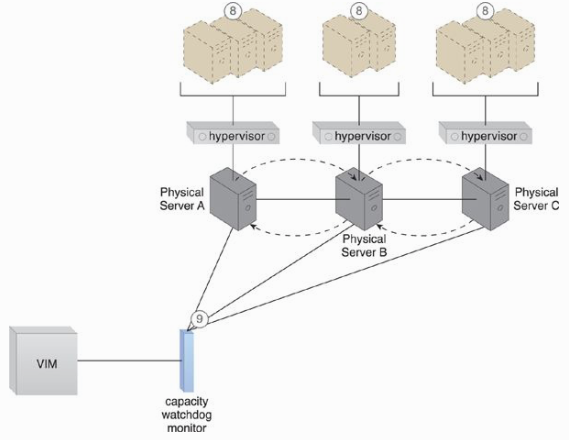 8
8
8
hypervisor
hypervisor
hypervisor
Physical
Server A
Physical
Server B
Physical
Server C
9
VIM
capacity
watchdog
monitor